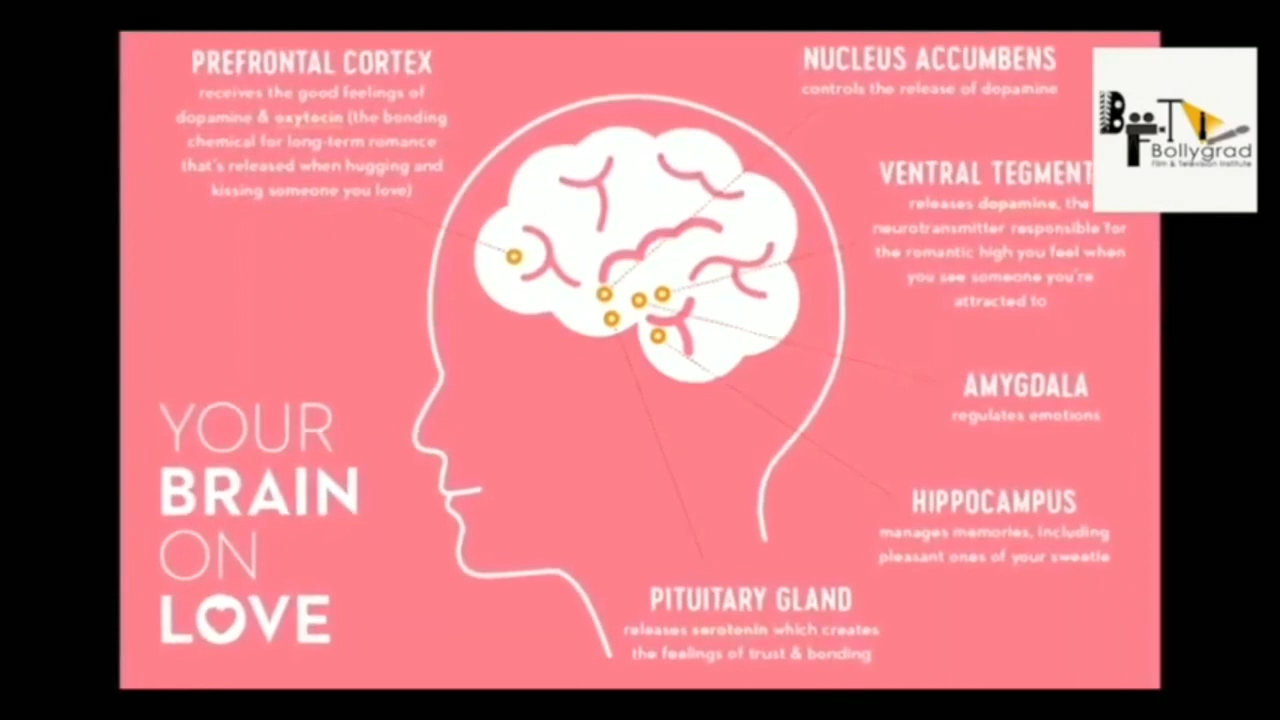 PREFRONTAL CORTEX
receives the good feelings of
dopamine & oxytocin (the bonding
chemical for long-term romance
that's released when hugging and
kissing someone you love)
NUCLEUS ACCUMBENS
controls the release of dopamine
VENTRAL TEGMENT
releases dopamine, the
neurotransmitter responsible for
the romantic high you feel when
you see someone you're
attracted to
AMYGDALA
regulates emotions
HIPPOCAMPUS
manages memories, including
pleasant ones of your sweetie
PITUITARY GLAND
releases serotonin which creates
the feelings of trust & bonding
YOUR
BRAIN
ON
LOVE
BFTI
Bollygrad
Film & Television Institute